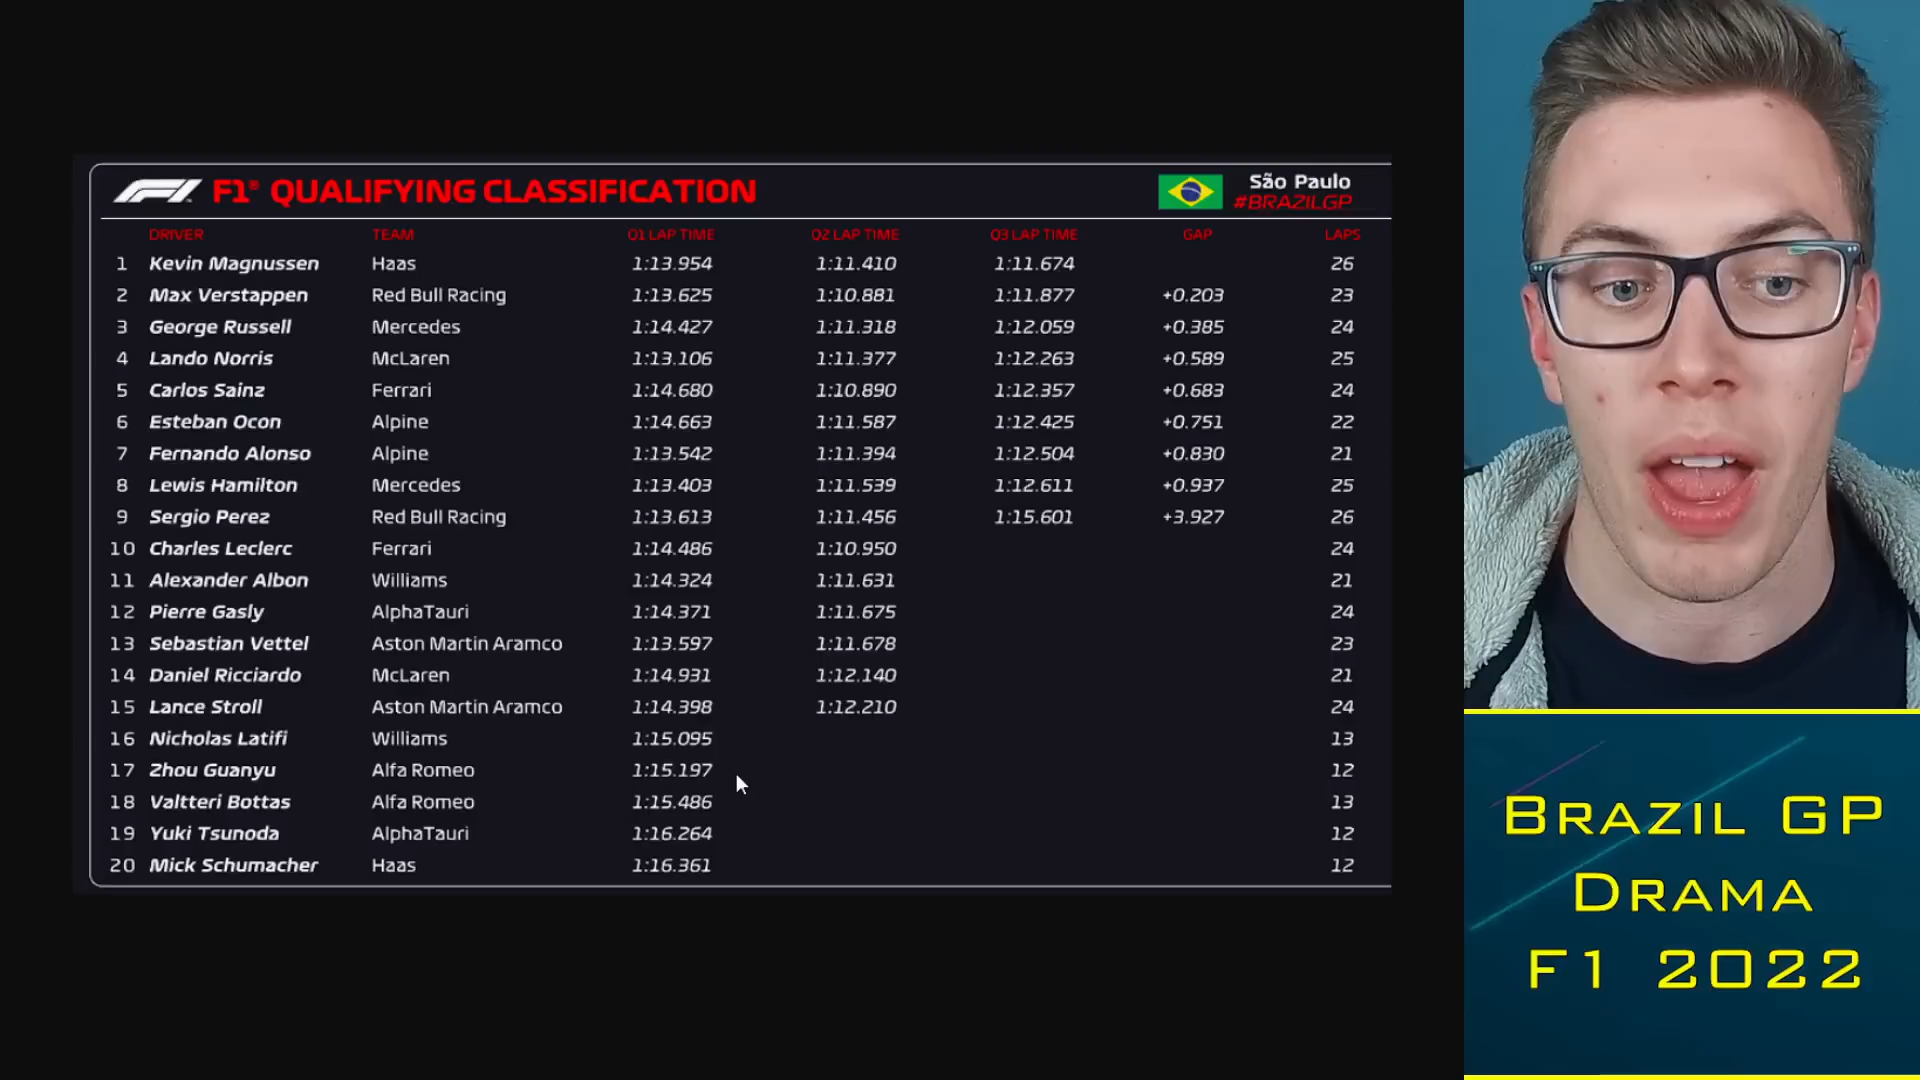 F1 F1® QUALIFYING CLASSIFICATION São Paulo
#BRAZILGP
DRIVER TEAM Q1 LAP TIME Q2 LAP TIME Q3 LAP TIME GAP LAPS
1 Kevin Magnussen Haas 1:13.954 1:11.410 1:11.674 26
2 Max Verstappen Red Bull Racing 1:13.625 1:10.881 1:11.877 +0.203 23
3 George Russell Mercedes 1:14.427 1:11.318 1:12.059 +0.385 24
4 Lando Norris McLaren 1:13.106 1:11.377 1:12.263 +0.589 25
5 Carlos Sainz Ferrari 1:14.680 1:10.890 1:12.357 +0.683 24
6 Esteban Ocon Alpine 1:14.663 1:11.587 1:12.425 +0.751 22
7 Fernando Alonso Alpine 1:13.542 1:11.394 1:12.504 +0.830 21
8 Lewis Hamilton Mercedes 1:13.403 1:11.539 1:12.611 +0.937 25
9 Sergio Perez Red Bull Racing 1:13.613 1:11.456 1:15.601 +3.927 26
10 Charles Leclerc Ferrari 1:14.486 1:10.950 24
11 Alexander Albon Williams 1:14.324 1:11.631 21
12 Pierre Gasly AlphaTauri 1:14.371 1:11.675 24
13 Sebastian Vettel Aston Martin Aramco 1:13.597 1:11.678 23
14 Daniel Ricciardo McLaren 1:14.931 1:12.140 21
15 Lance Stroll Aston Martin Aramco 1:14.398 1:12.210 24
16 Nicholas Latifi Williams 1:15.095 13
17 Zhou Guanyu Alfa Romeo 1:15.197 12
18 Valtteri Bottas Alfa Romeo 1:15.486 13
19 Yuki Tsunoda AlphaTauri 1:16.264 12
20 Mick Schumacher Haas 1:16.361 12
BRAZIL GP
DRAMA
F1 2022